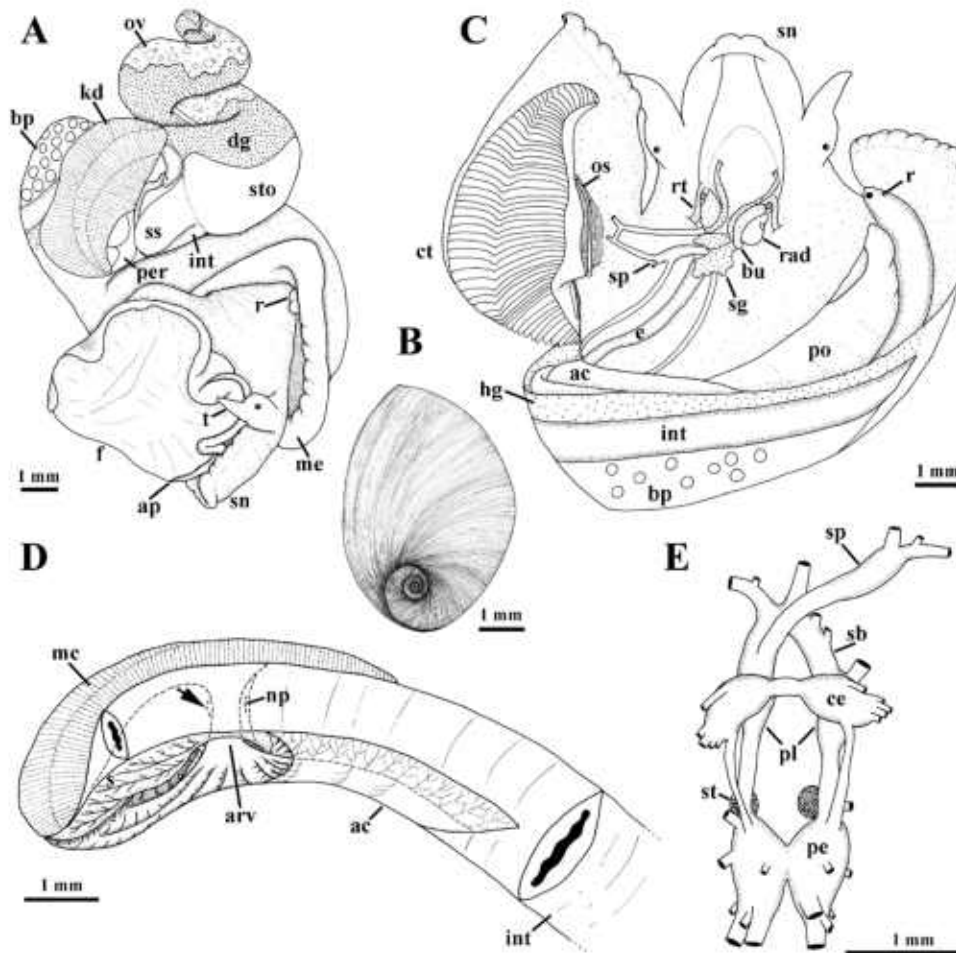 A
ov
kd
bp
dg
sto
ss
int
per
r
t
f
me
ap
sn
1 mm
B
1 mm
C
sn
os
r
rt
ct
sp
bu
rad
sg
e
po
ac
hg
int
bp
1 mm
D
mc
np
arv
ac
int
1 mm
E
sp
sb
ce
pl
st
pe
1 mm